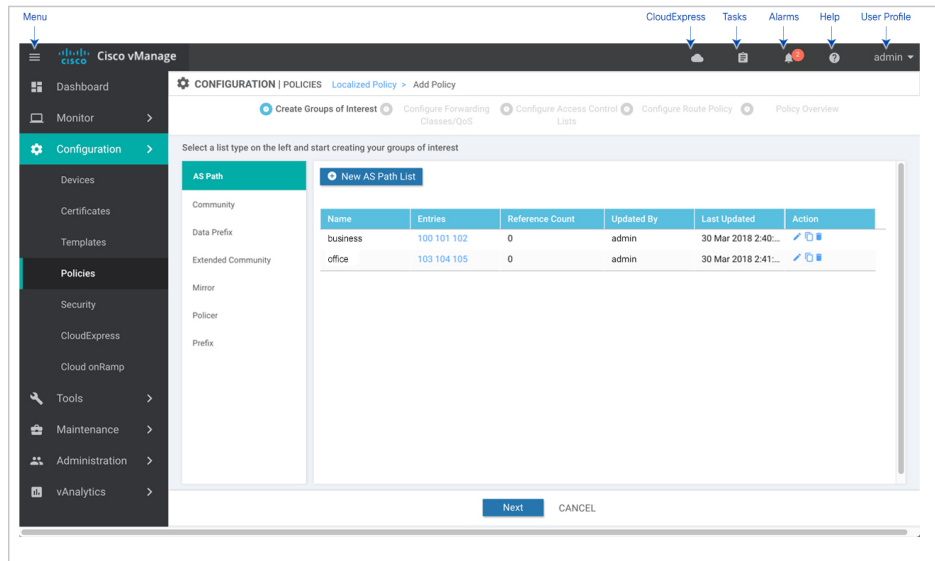 Menu CloudExpress Tasks Alarms Help User Profile
cisco Cisco vManage 2 admin
Dashboard
CONFIGURATION | POLICIES Localized Policy > Add Policy
Monitor
Create Groups of Interest Configure Forwarding Classes/QoS Configure Access Control Lists Configure Route Policy Policy Overview
Configuration
Select a list type on the left and start creating your groups of interest
Devices
Certificates
Templates
Policies
Security
CloudExpress
Cloud onRamp
Tools
Maintenance
Administration
vAnalytics
AS Path
Community
Data Prefix
Extended Community
Mirror
Policer
Prefix
New AS Path List
Name Entries Reference Count Updated By Last Updated Action
business 100 101 102 0 admin 30 Mar 2018 2:40:...
office 103 104 105 0 admin 30 Mar 2018 2:41:...
Next CANCEL